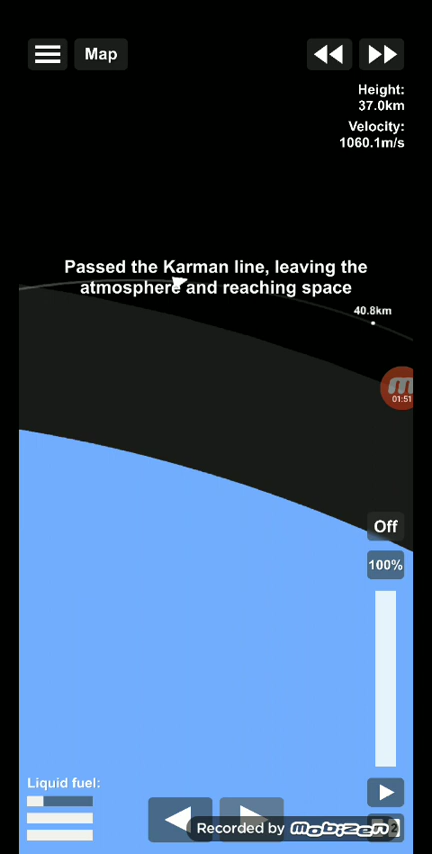 Map
Height:
37.0km
Velocity:
1060.1m/s
Passed the Karman line, leaving the
atmosphere and reaching space
40.8km
01:51
Off
100%
Liquid fuel:
Recorded by mobizen